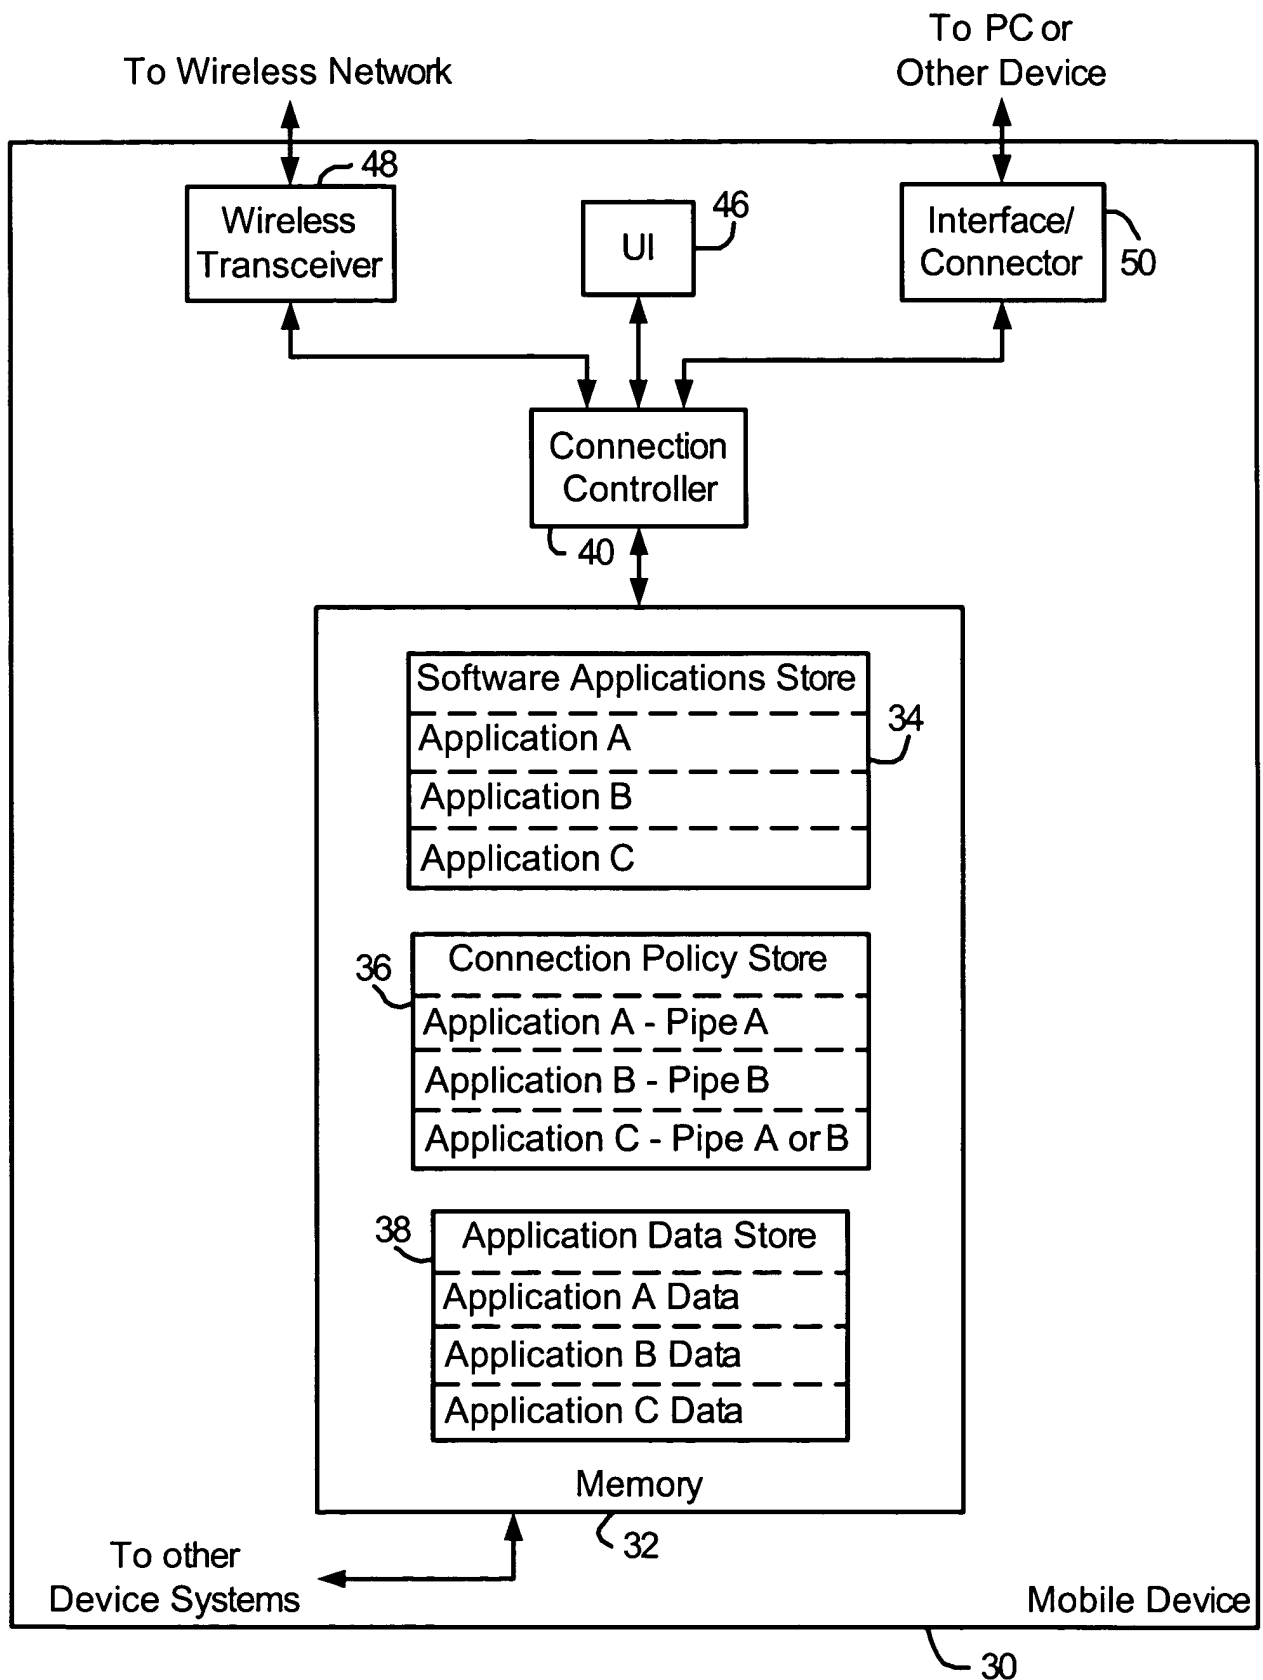 To PC or
Other Device
To Wireless Network
48
Wireless
Transceiver
UI
46
Interface/
Connector
50
Connection
Controller
40
Software Applications Store
Application A
Application B
Application C
34
Connection Policy Store
Application A - Pipe A
Application B - Pipe B
Application C - Pipe A or B
36
Application Data Store
Application A Data
Application B Data
Application C Data
38
Memory
32
To other
Device Systems
Mobile Device
30